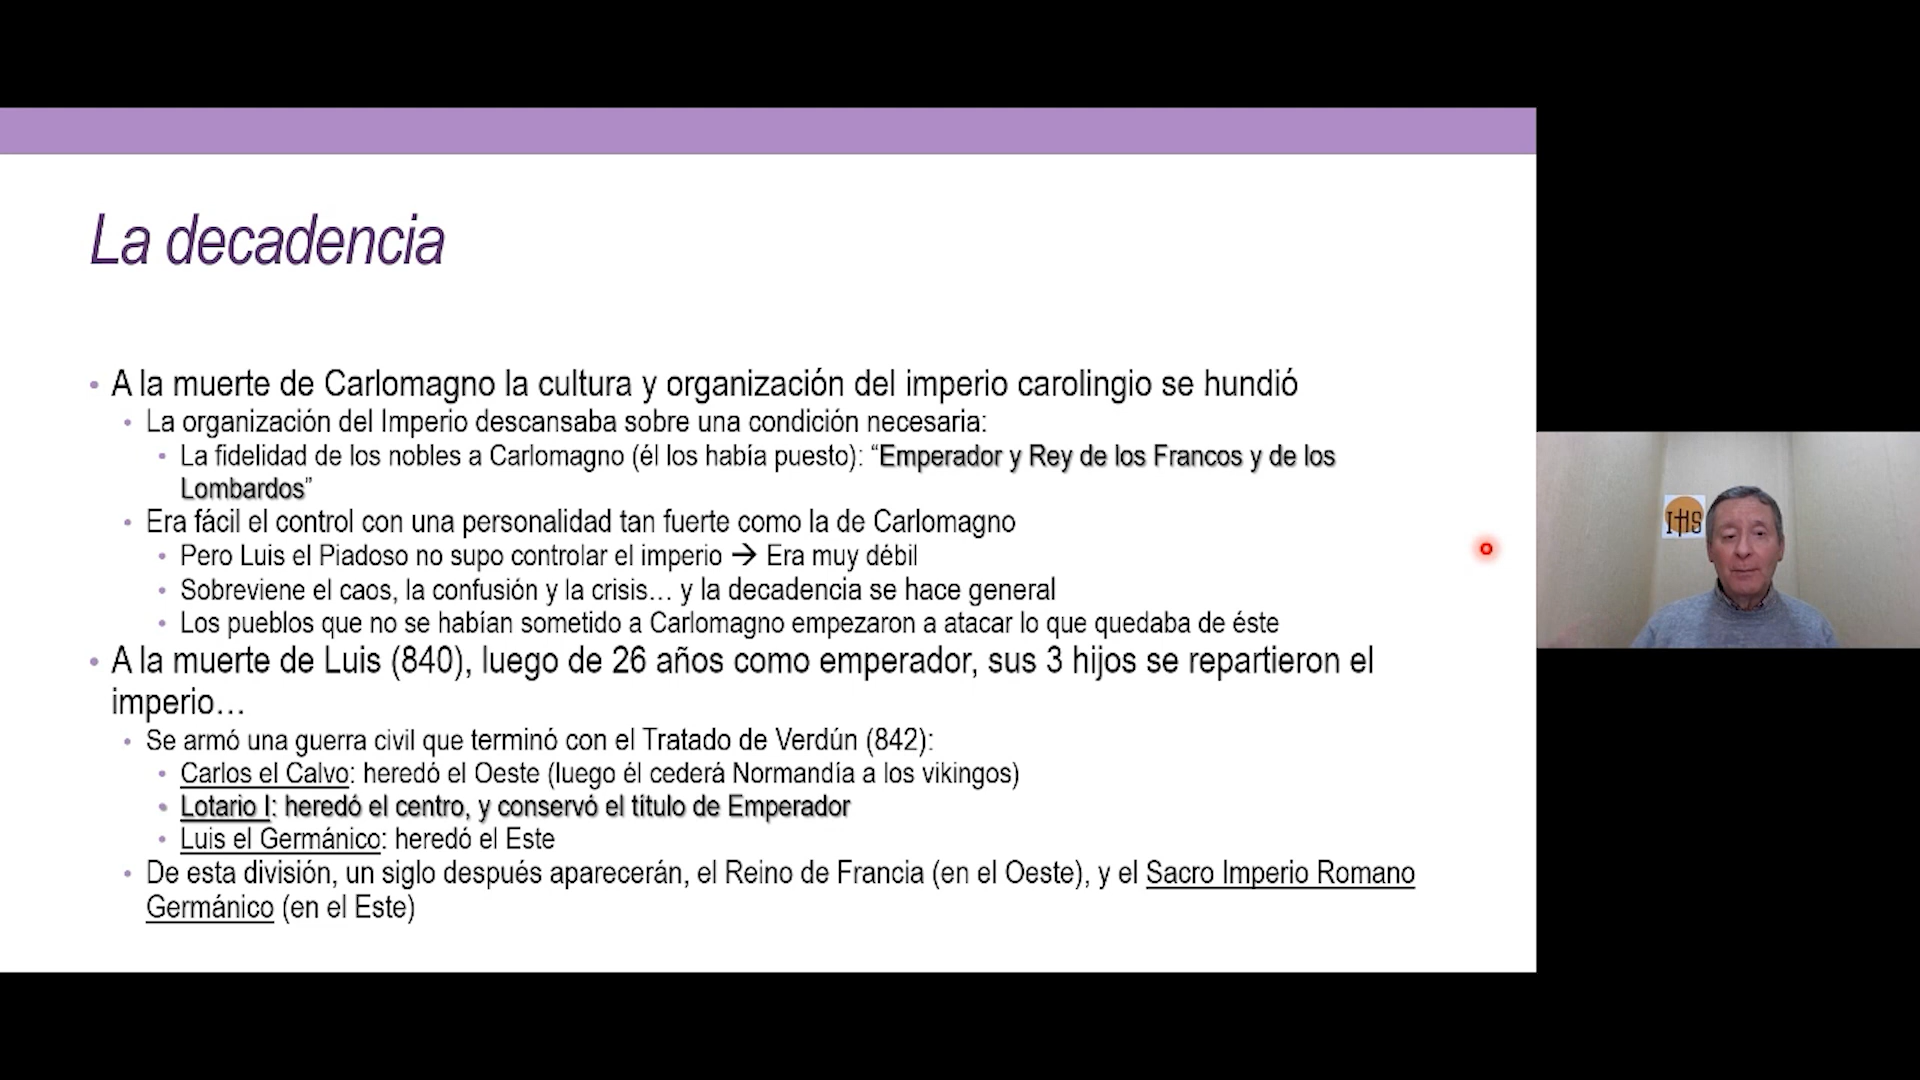 La decadencia
• A la muerte de Carlomagno la cultura y organización del imperio carolingio se hundió
• La organización del Imperio descansaba sobre una condición necesaria:
• La fidelidad de los nobles a Carlomagno (él los había puesto): “Emperador y Rey de los Francos y de los
Lombardos”
• Era fácil el control con una personalidad tan fuerte como la de Carlomagno
• Pero Luis el Piadoso no supo controlar el imperio → Era muy débil
• Sobreviene el caos, la confusión y la crisis… y la decadencia se hace general
• Los pueblos que no se habían sometido a Carlomagno empezaron a atacar lo que quedaba de éste
• A la muerte de Luis (840), luego de 26 años como emperador, sus 3 hijos se repartieron el
imperio…
• Se armó una guerra civil que terminó con el Tratado de Verdún (842):
• Carlos el Calvo: heredó el Oeste (luego él cederá Normandía a los vikingos)
• Lotario I: heredó el centro, y conservó el título de Emperador
• Luis el Germánico: heredó el Este
• De esta división, un siglo después aparecerán, el Reino de Francia (en el Oeste), y el Sacro Imperio Romano
Germánico (en el Este)
IHS